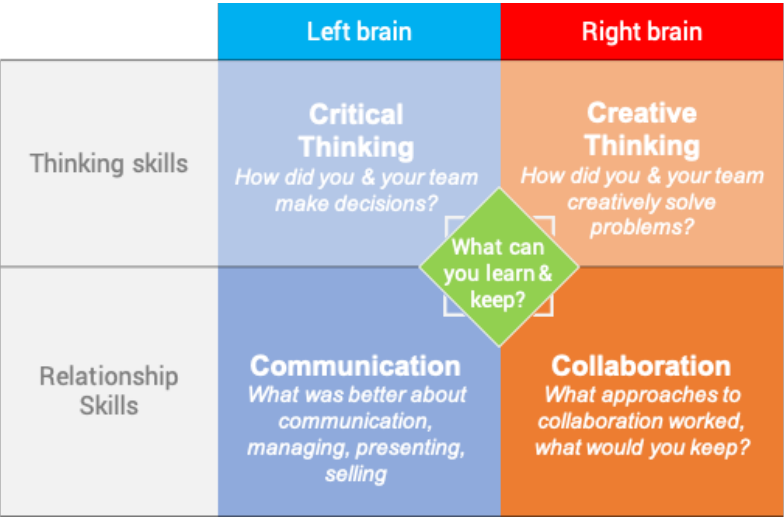 Left brain
Right brain
Thinking skills
Critical
Thinking
How did you & your team
make decisions?
Creative
Thinking
How did you & your team
creatively solve
problems?
What can
you learn &
keep?
Relationship
Skills
Communication
What was better about
communication,
managing, presenting,
selling
Collaboration
What approaches to
collaboration worked,
what would you keep?